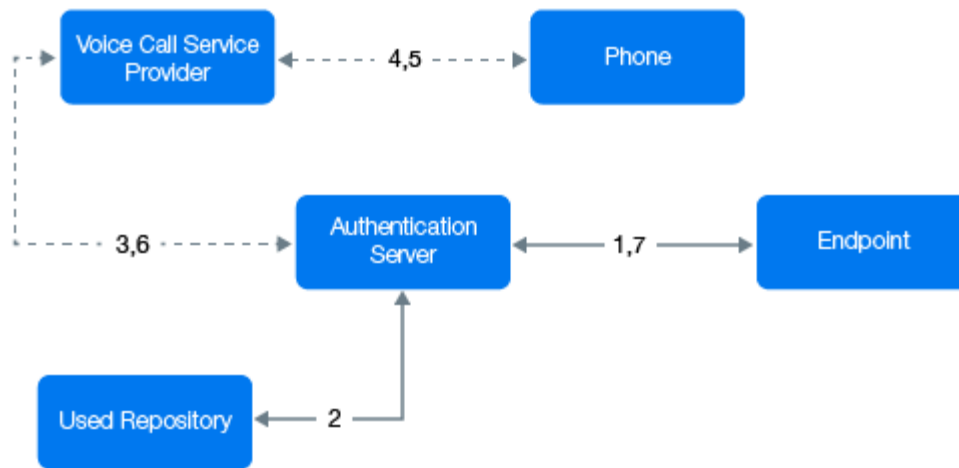 Voice Call Service
Provider
4,5
Phone
3,6
Authentication
Server
1,7
Endpoint
Used Repository
2